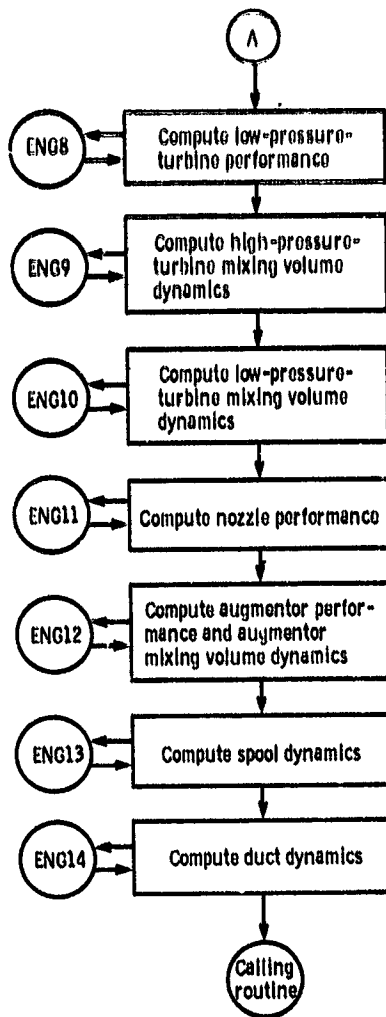 A
ENG8
Compute low-pressure-
turbine performance
ENG9
Compute high-pressure-
turbine mixing volume
dynamics
ENG10
Compute low-pressure-
turbine mixing volume
dynamics
ENG11
Compute nozzle performance
ENG12
Compute augmentor perfor-
mance and augmentor
mixing volume dynamics
ENG13
Compute spool dynamics
ENG14
Compute duct dynamics
Calling
routine